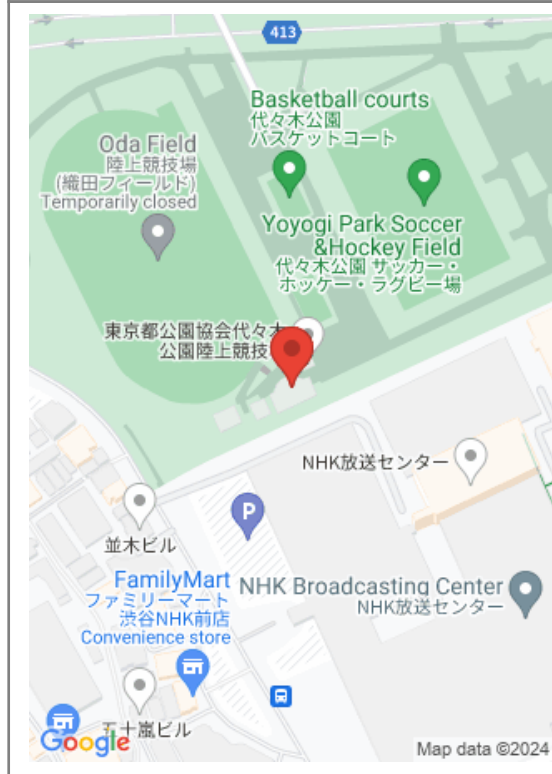 413
Basketball courts
代々木公園
バスケットコート
Oda Field
陸上競技場
(織田フィールド)
Temporarily closed
Yoyogi Park Soccer
&Hockey Field
代々木公園 サッカー・
ホッケー・ラグビー場
東京都公園協会代々木
公園陸上競技
NHK放送センター
P
並木ビル
FamilyMart
ファミリーマート
渋谷NHK前店
Convenience store
NHK Broadcasting Center
NHK放送センター
五十嵐ビル
Google
Map data ©2024